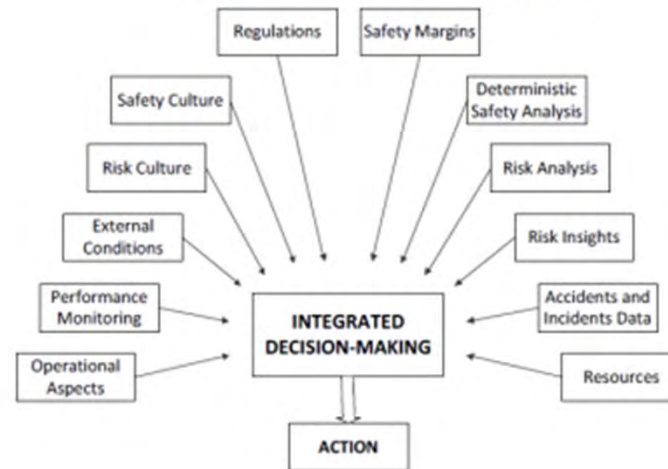 Regulations
Safety Margins
Safety Culture
Deterministic
Safety Analysis
Risk Culture
Risk Analysis
External
Conditions
Risk Insights
Performance
Monitoring
Accidents and
Incidents Data
INTEGRATED
DECISION-MAKING
Operational
Aspects
Resources
ACTION